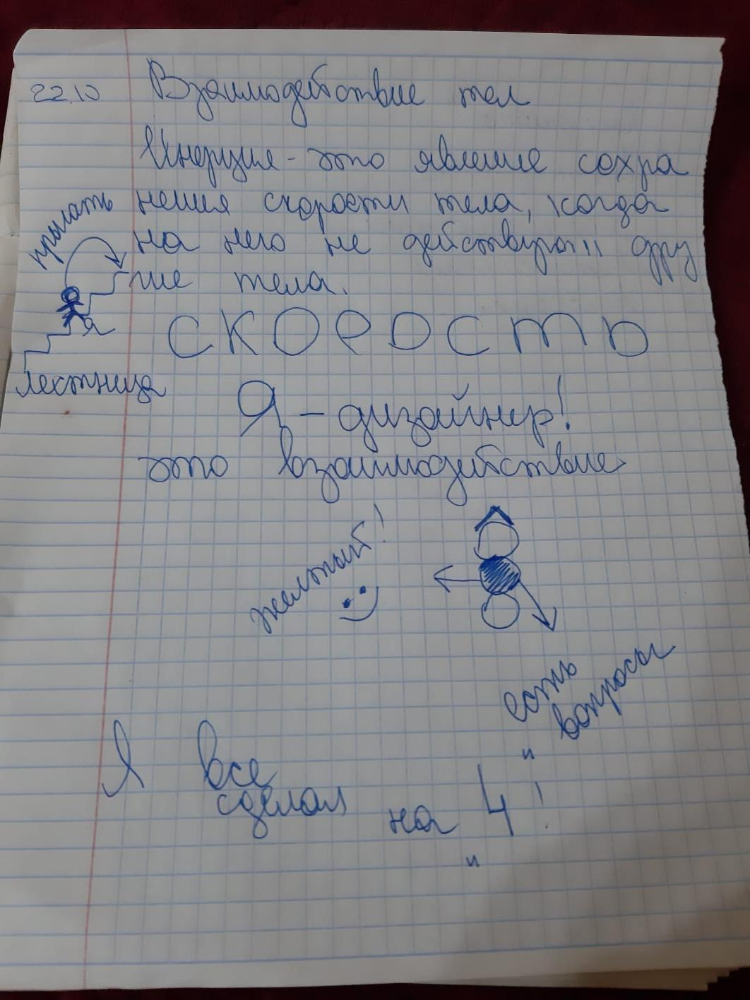 22.10 Взаимодействие тел
Инерция - это явление сохра
нения скорости тела, когда
на него не действуют дру
гие тела.
прыгать
я
лестница
СКОРОСТЬ
Я - дизайнер!
это взаимодействие
желтый!
есть
вопросы
Я все
сделал на "4"!